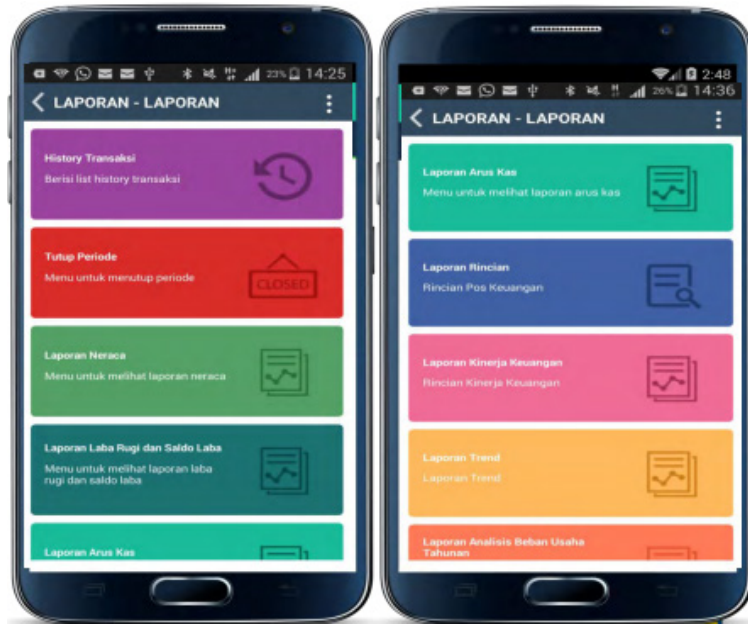 23% 14:25
LAPORAN - LAPORAN
History Transaksi
Berisi list history transaksi
Tutup Periode
Menu untuk menutup periode
CLOSED
Laporan Neraca
Menu untuk melihat laporan neraca
Laporan Laba Rugi dan Saldo Laba
Menu untuk melihat laporan laba
rugi dan saldo laba
Laporan Arus Kas
2:48
26% 14:36
LAPORAN - LAPORAN
Laporan Arus Kas
Menu untuk melihat laporan arus kas
Laporan Rincian
Rincian Pos Keuangan
Laporan Kinerja Keuangan
Rincian Kinerja Keuangan
Laporan Trend
Laporan Trend
Laporan Analisis Beban Usaha
Tahunan